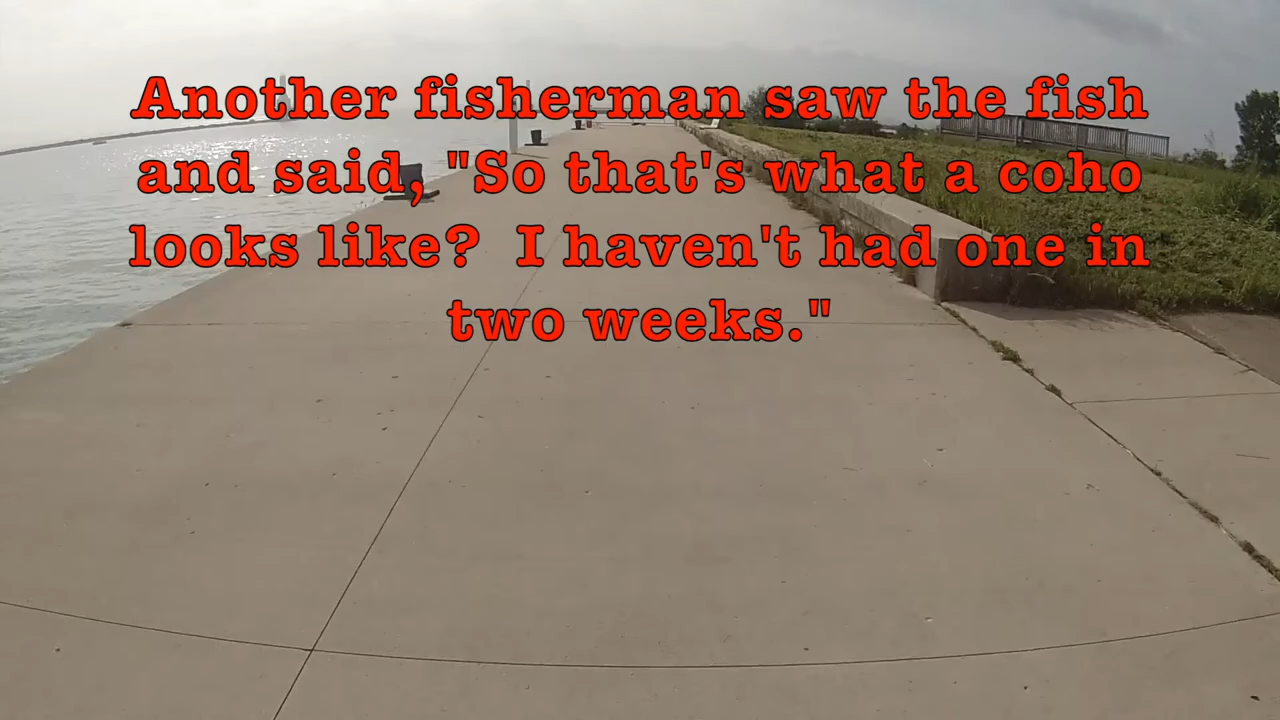 Another fisherman saw the fish
and said, "So that's what a coho
looks like?  I haven't had one in
two weeks."